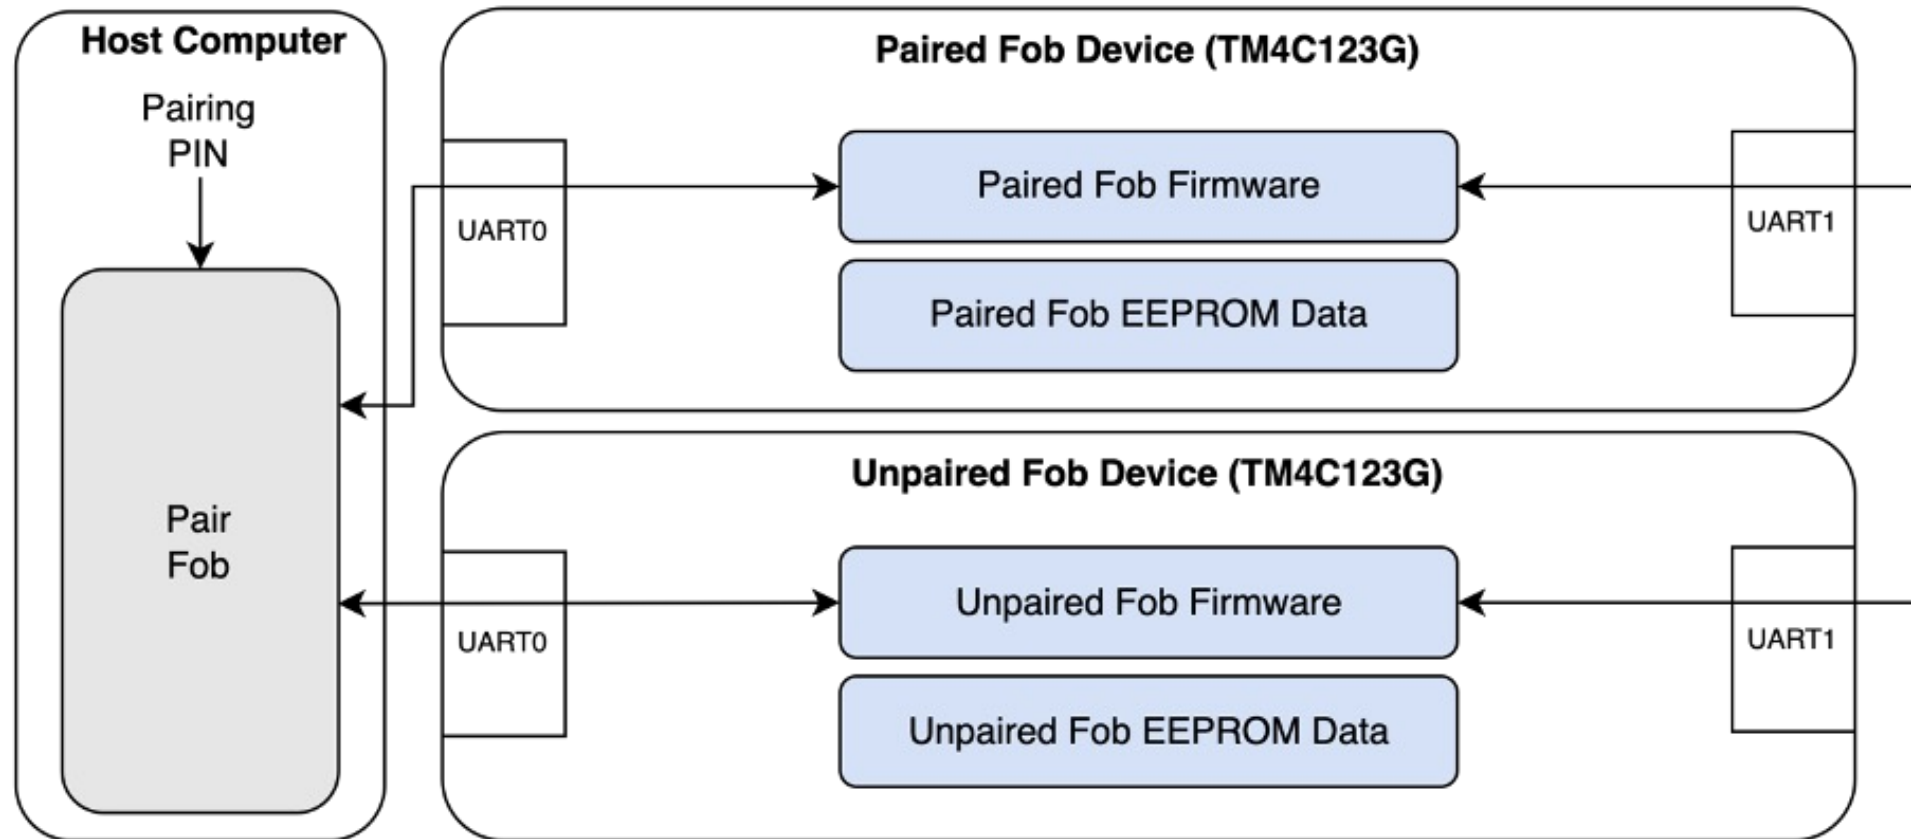 Host Computer
Pairing
PIN
Pair
Fob
Paired Fob Device (TM4C123G)
UART0
Paired Fob Firmware
Paired Fob EEPROM Data
UART1
Unpaired Fob Device (TM4C123G)
UART0
Unpaired Fob Firmware
Unpaired Fob EEPROM Data
UART1